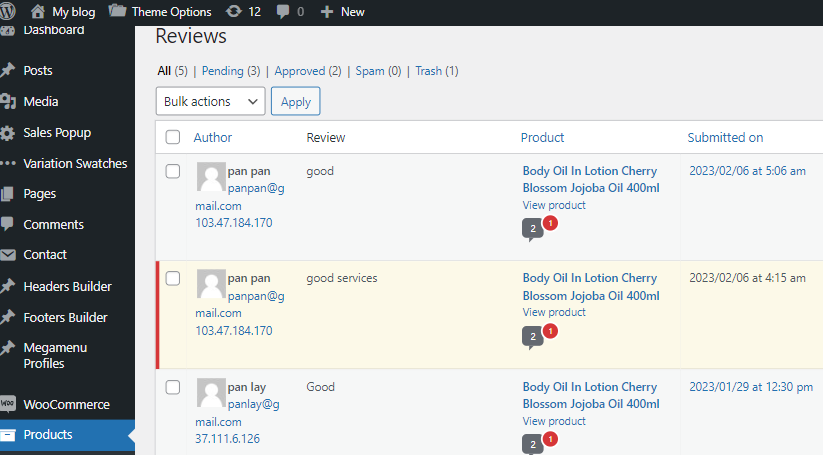 My blog Theme Options 12 0 New
Dashboard
Posts
Media
Sales Popup
Variation Swatches
Pages
Comments
Contact
Headers Builder
Footers Builder
Megamenu
Profiles
WooCommerce
Products
Reviews
All (5) | Pending (3) | Approved (2) | Spam (0) | Trash (1)
Bulk actions Apply
Author Review Product Submitted on
pan pan good Body Oil In Lotion Cherry 2023/02/06 at 5:06 am
panpan@g Blossom Jojoba Oil 400ml
mail.com View product
103.47.184.170 2 1
pan pan good services Body Oil In Lotion Cherry 2023/02/06 at 4:15 am
panpan@g Blossom Jojoba Oil 400ml
mail.com View product
103.47.184.170 2 1
pan lay Good Body Oil In Lotion Cherry 2023/01/29 at 12:30 pm
panlay@g Blossom Jojoba Oil 400ml
mail.com View product
37.111.6.126 2 1